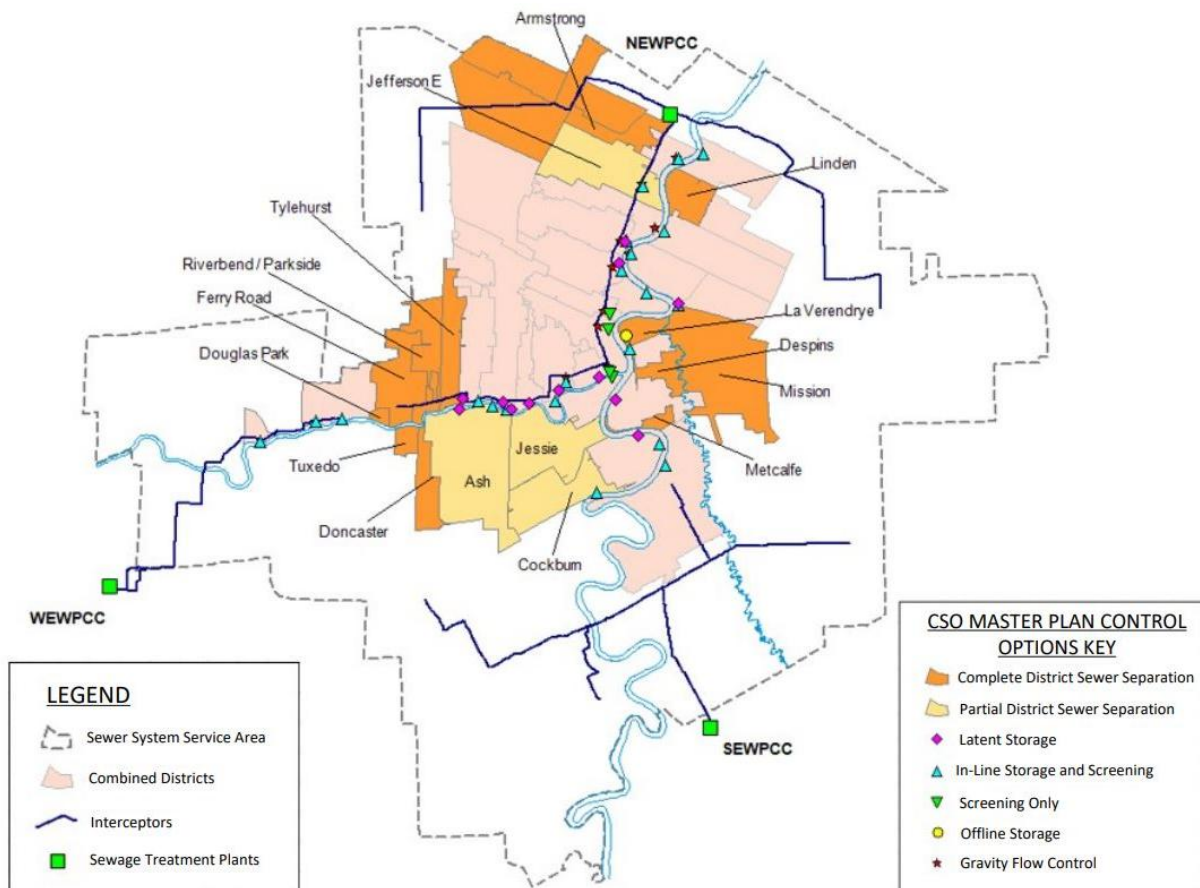 Armstrong
NEWPCC
Jefferson E
Linden
Tylehurst
Riverbend / Parkside
Ferry Road
La Verendrye
Douglas Park
Despins
Mission
Jessie
Tuxedo
Metcalfe
Ash
Doncaster
Cockburn
WEWPCC
SEWPCC
LEGEND
Sewer System Service Area
Combined Districts
Interceptors
Sewage Treatment Plants
CSO MASTER PLAN CONTROL
OPTIONS KEY
Complete District Sewer Separation
Partial District Sewer Separation
Latent Storage
In-Line Storage and Screening
Screening Only
Offline Storage
Gravity Flow Control